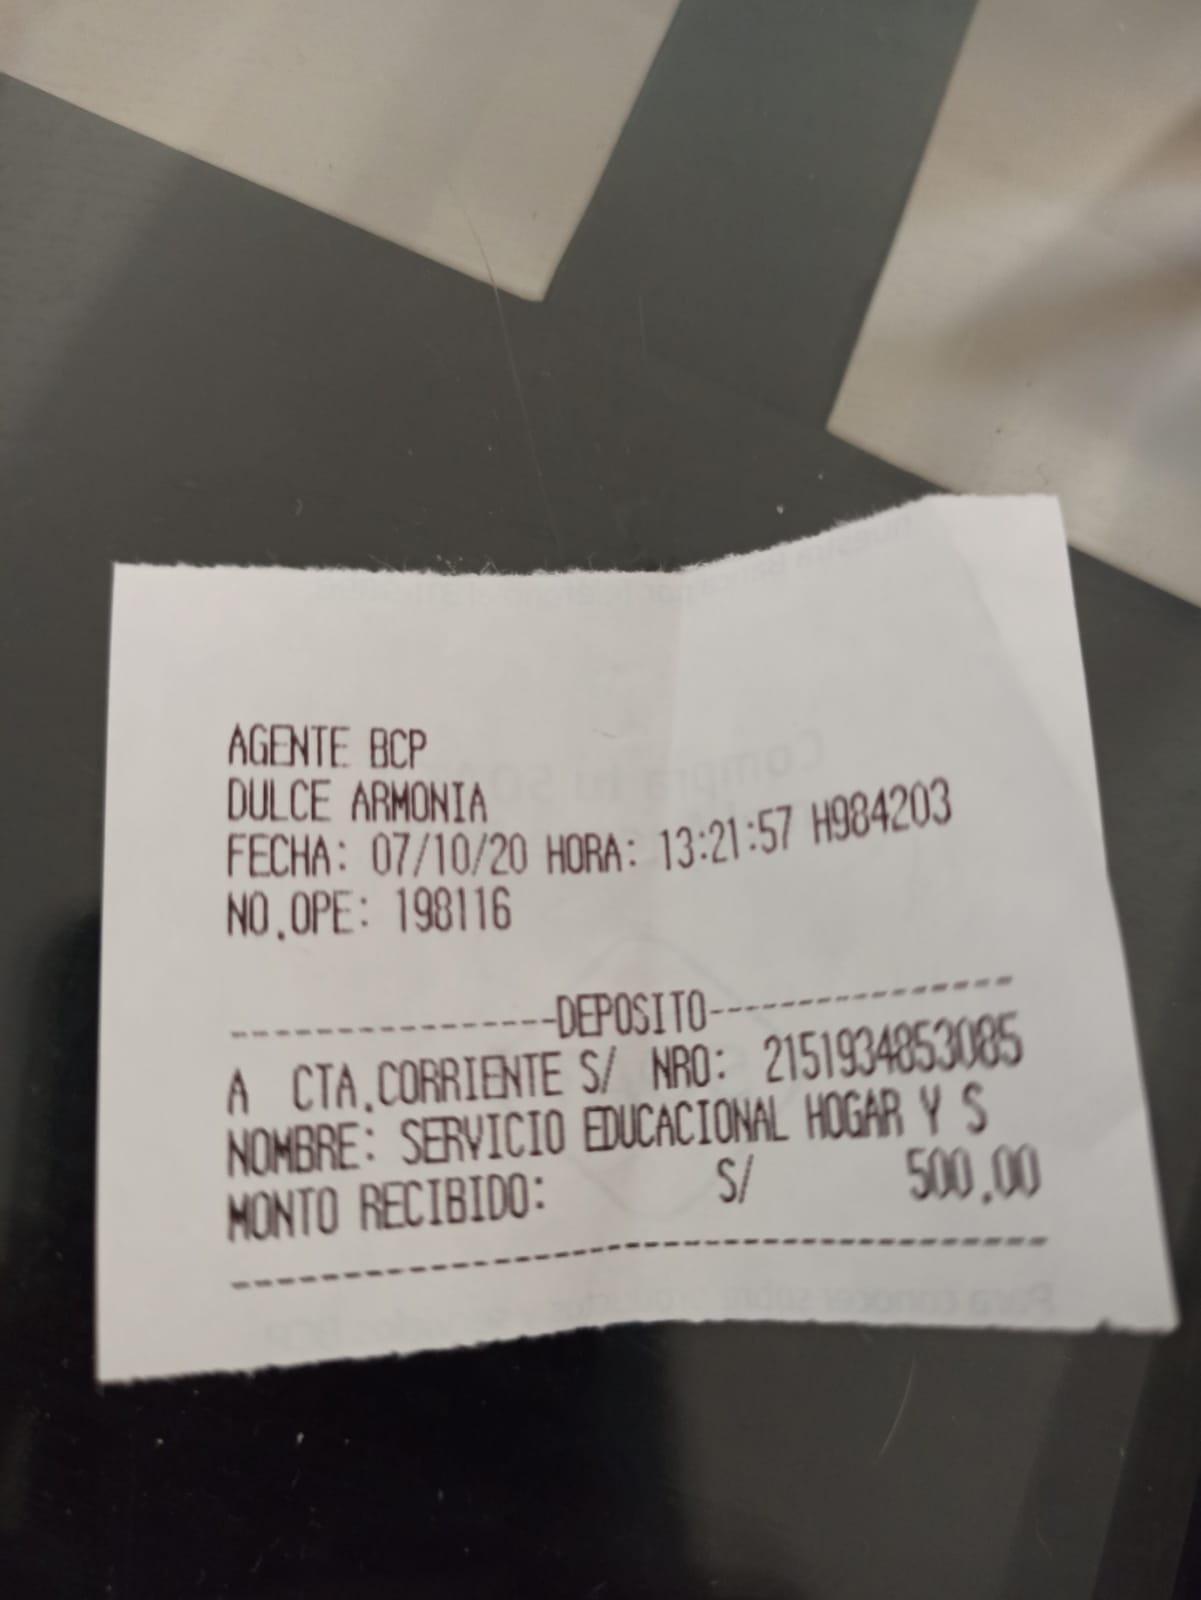 AGENTE BCP
DULCE ARMONIA
FECHA: 07/10/20 HORA: 13:21:57 H984203
NO.OPE: 198116
----------------DEPOSITO----------------
A CTA.CORRIENTE S/ NRO: 2151934853085
NOMBRE: SERVICIO EDUCACIONAL HOGAR Y S
MONTO RECIBIDO: S/ 500.00